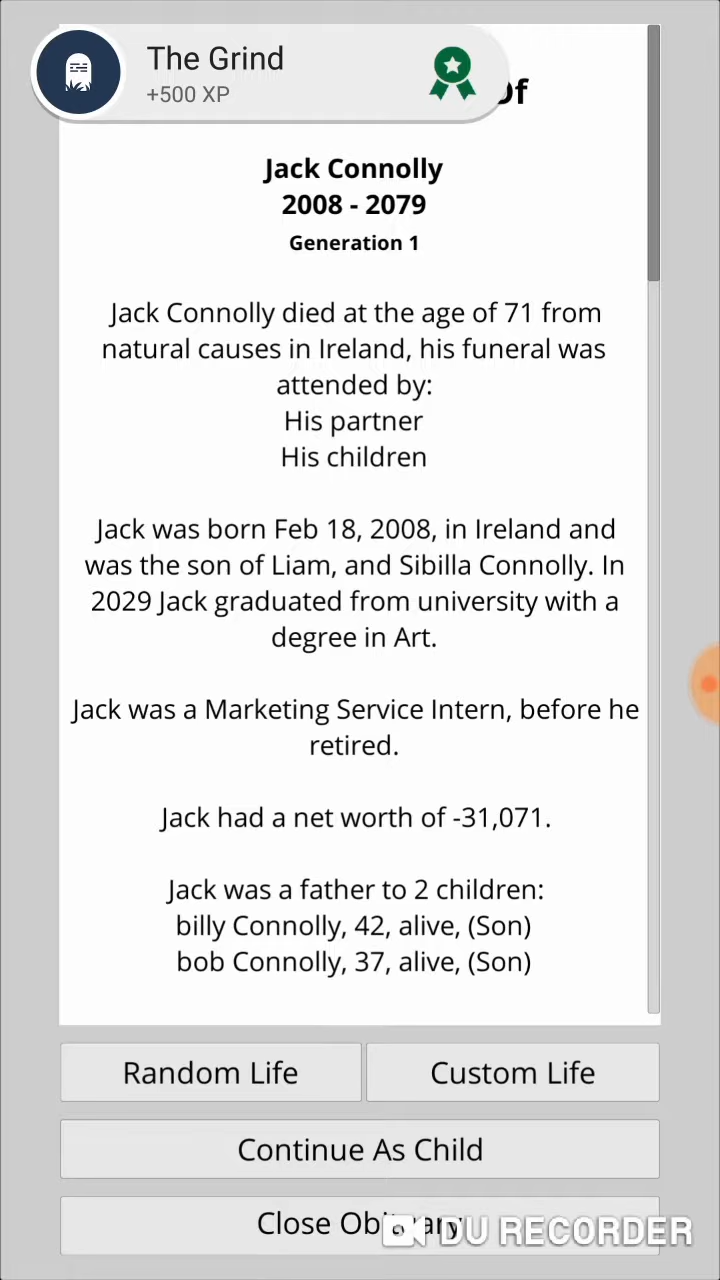 The Grind
+500 XP
Of
Jack Connolly
2008 - 2079
Generation 1
Jack Connolly died at the age of 71 from
natural causes in Ireland, his funeral was
attended by:
His partner
His children
Jack was born Feb 18, 2008, in Ireland and
was the son of Liam, and Sibilla Connolly. In
2029 Jack graduated from university with a
degree in Art.
Jack was a Marketing Service Intern, before he
retired.
Jack had a net worth of -31,071.
Jack was a father to 2 children:
billy Connolly, 42, alive, (Son)
bob Connolly, 37, alive, (Son)
Random Life
Custom Life
Continue As Child
Close Obituary
DU RECORDER